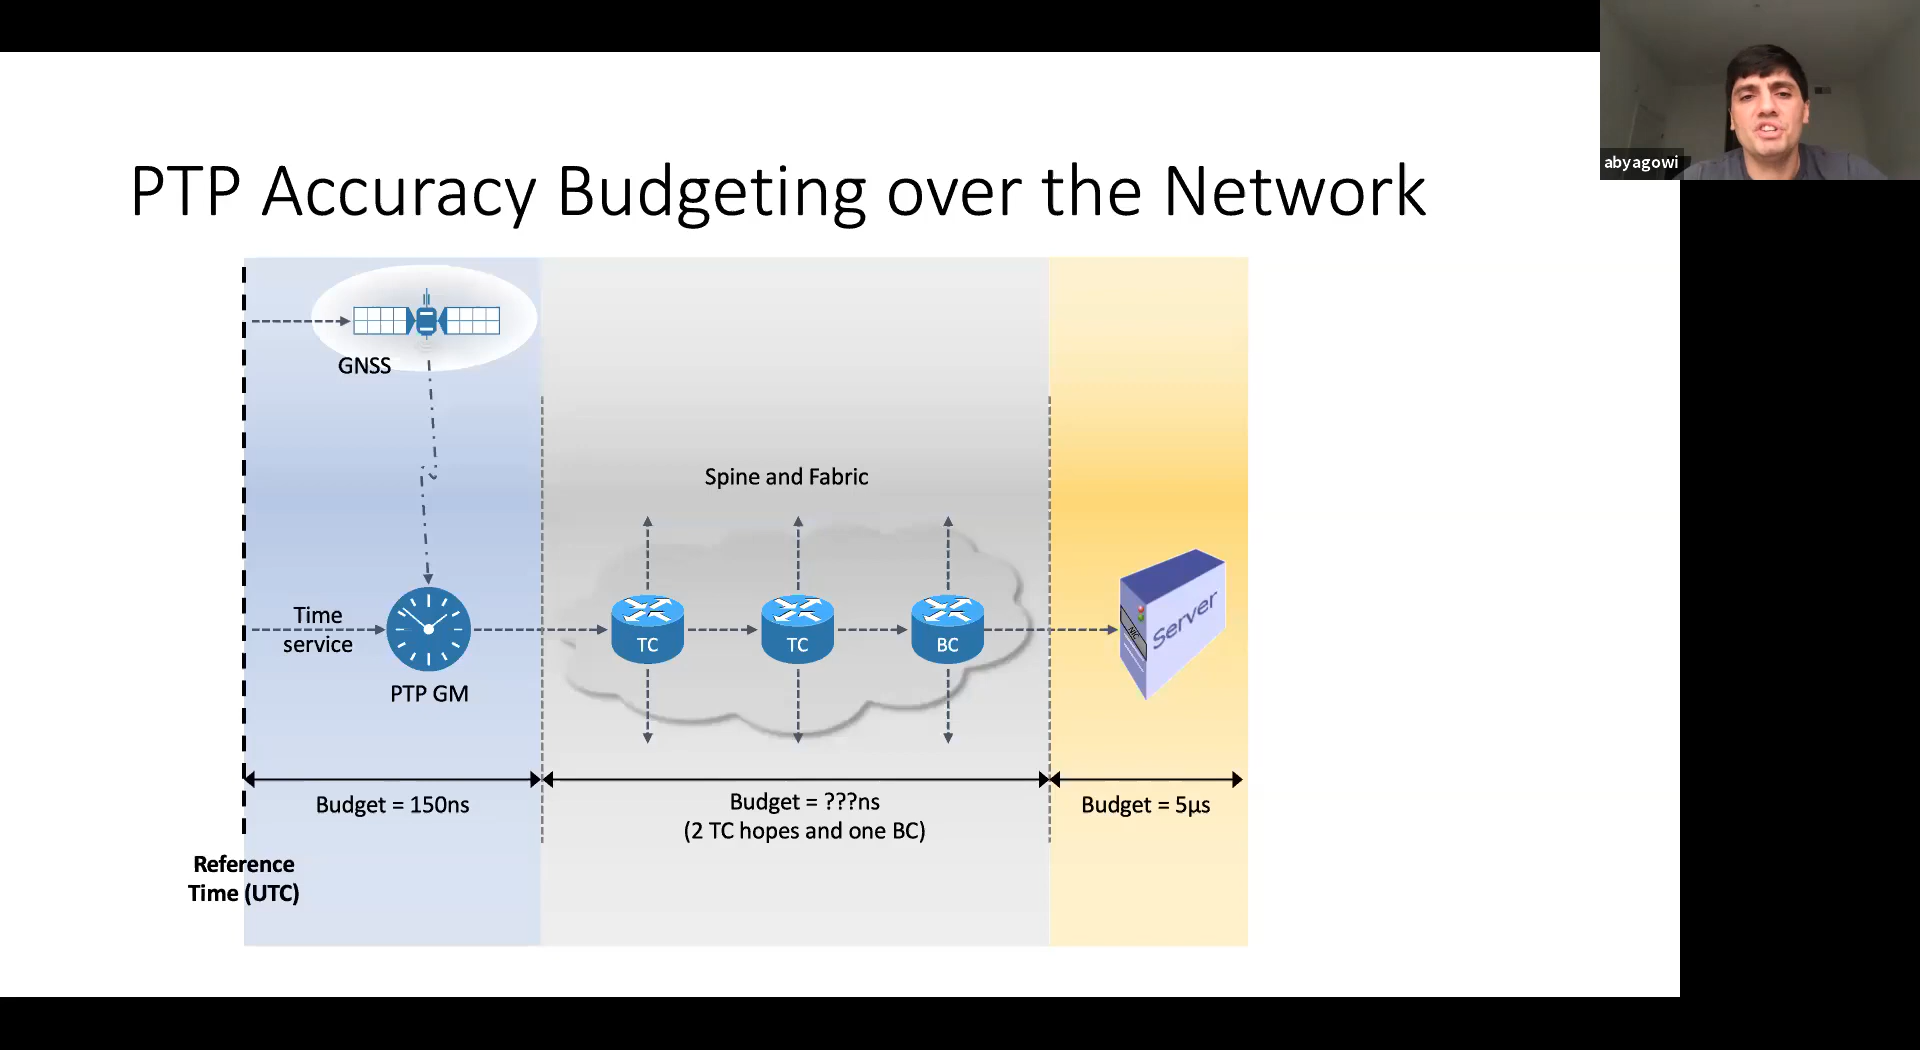 abyagowi
PTP Accuracy Budgeting over the Network
GNSS
Spine and Fabric
Time
service
PTP GM
TC
TC
BC
NIC
Server
Budget = 150ns
Budget = ???ns
(2 TC hopes and one BC)
Budget = 5µs
Reference
Time (UTC)